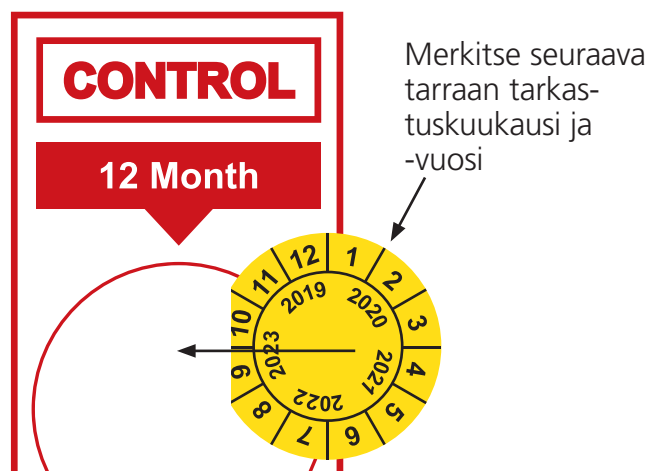 CONTROL
12 Month
Merkitse seuraava
tarraan tarkas-
tuskuukausi ja
-vuosi
1
2
3
4
5
6
7
8
9
10
11
12
2019
2020
2021
2022
2023